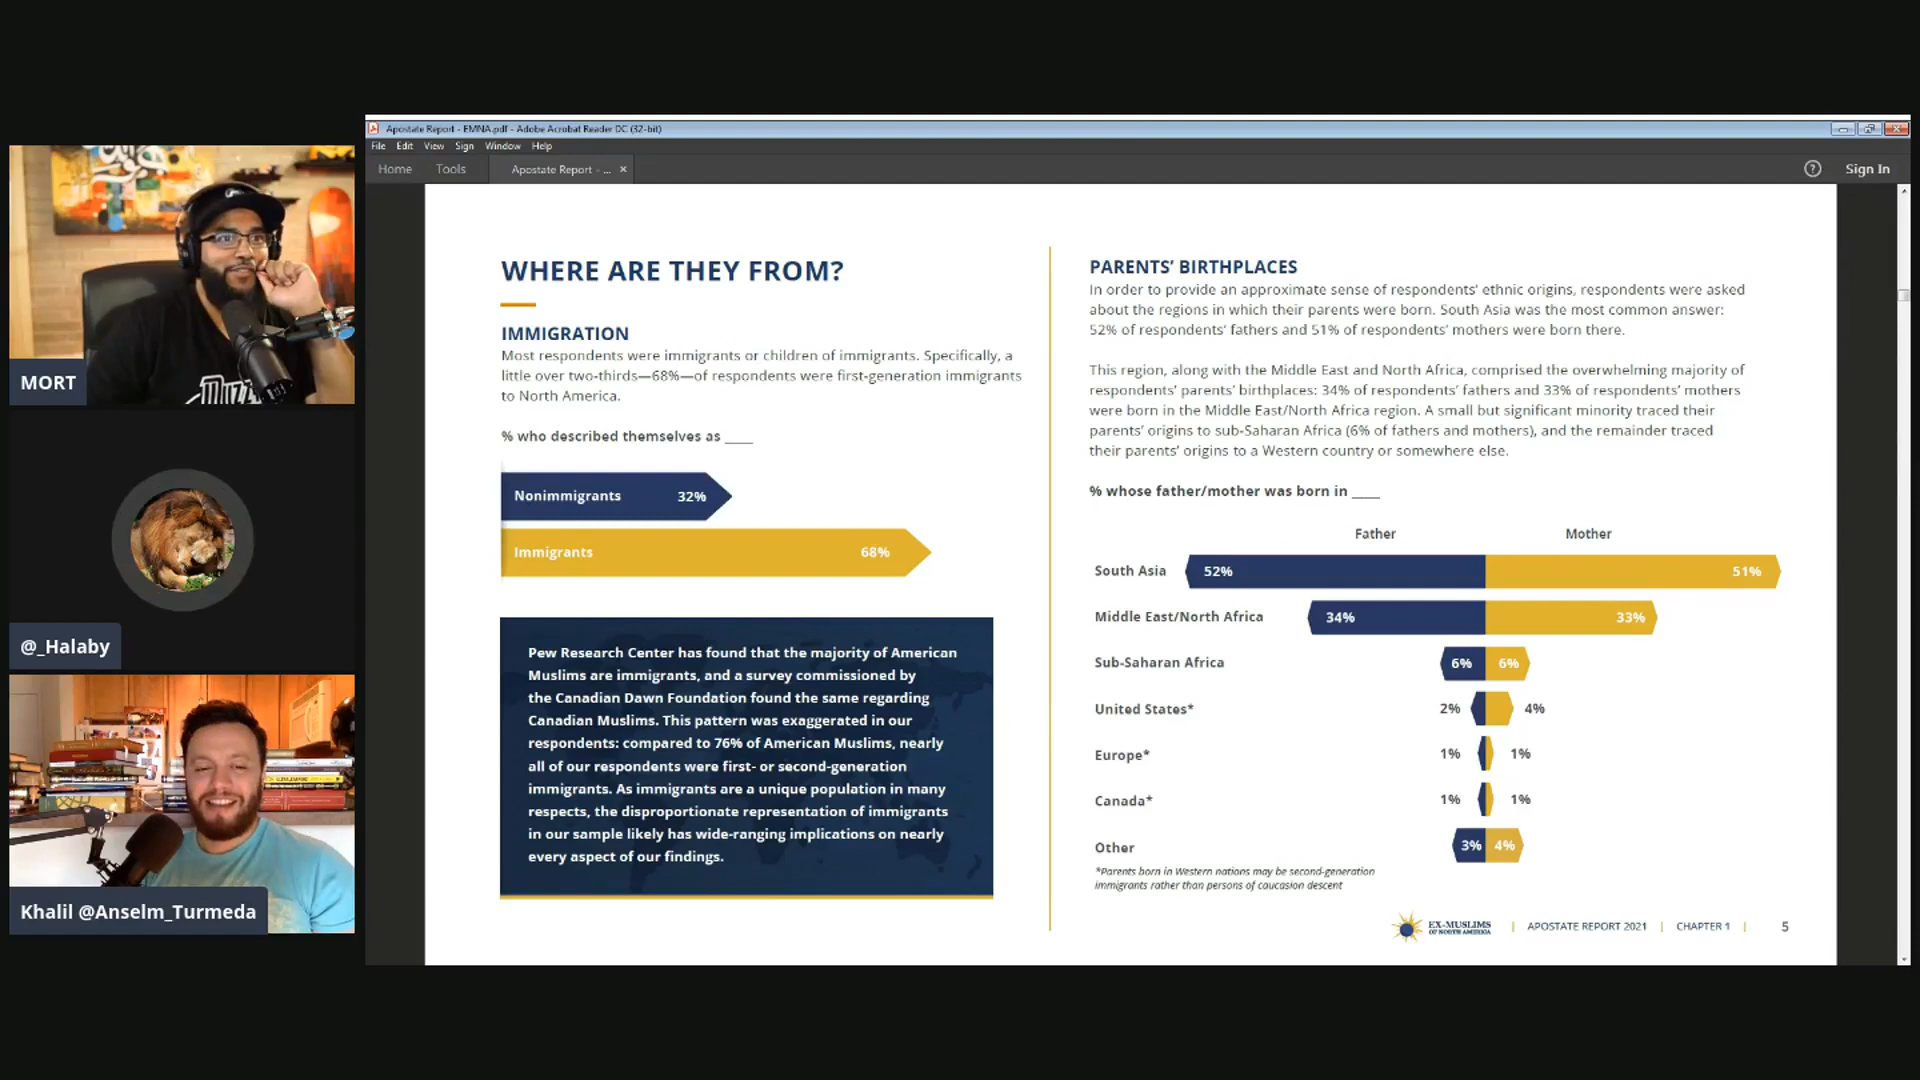 Apostate Report - EMNA.pdf - Adobe Acrobat Reader DC (32-bit)
File Edit View Sign Window Help
Home Tools Apostate Report - ... × ? Sign In
MORT
@_Halaby
Khalil @Anselm_Turmeda
WHERE ARE THEY FROM?
IMMIGRATION
Most respondents were immigrants or children of immigrants. Specifically, a
little over two-thirds—68%—of respondents were first-generation immigrants
to North America.
% who described themselves as ____
Nonimmigrants 32%
Immigrants 68%
Pew Research Center has found that the majority of American
Muslims are immigrants, and a survey commissioned by
the Canadian Dawn Foundation found the same regarding
Canadian Muslims. This pattern was exaggerated in our
respondents: compared to 76% of American Muslims, nearly
all of our respondents were first- or second-generation
immigrants. As immigrants are a unique population in many
respects, the disproportionate representation of immigrants
in our sample likely has wide-ranging implications on nearly
every aspect of our findings.
PARENTS' BIRTHPLACES
In order to provide an approximate sense of respondents' ethnic origins, respondents were asked
about the regions in which their parents were born. South Asia was the most common answer:
52% of respondents' fathers and 51% of respondents' mothers were born there.
This region, along with the Middle East and North Africa, comprised the overwhelming majority of
respondents' parents' birthplaces: 34% of respondents' fathers and 33% of respondents' mothers
were born in the Middle East/North Africa region. A small but significant minority traced their
parents' origins to sub-Saharan Africa (6% of fathers and mothers), and the remainder traced
their parents' origins to a Western country or somewhere else.
% whose father/mother was born in ____
Father Mother
South Asia 52% 51%
Middle East/North Africa 34% 33%
Sub-Saharan Africa 6% 6%
United States* 2% 4%
Europe* 1% 1%
Canada* 1% 1%
Other 3% 4%
*Parents born in Western nations may be second-generation
immigrants rather than persons of caucasion descent
EX-MUSLIMS
OF NORTH AMERICA
| APOSTATE REPORT 2021 | CHAPTER 1 | 5